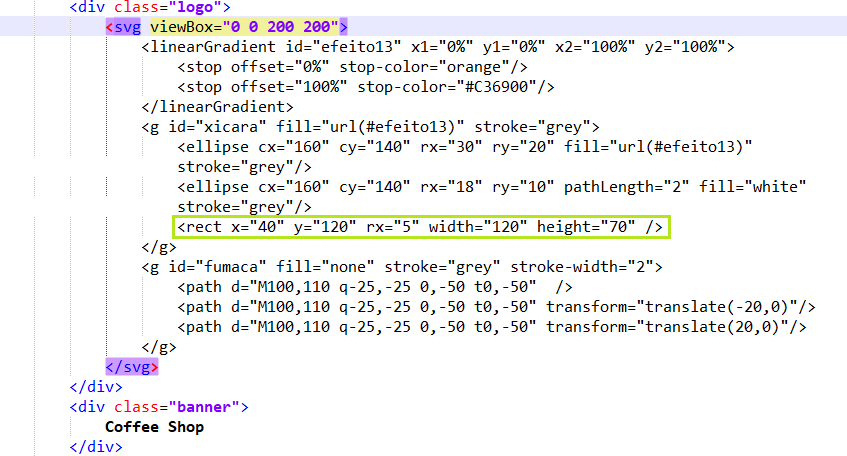 <div class="logo">
<svg viewBox="0 0 200 200">
<linearGradient id="efeito13" x1="0%" y1="0%" x2="100%" y2="100%">
<stop offset="0%" stop-color="orange"/>
<stop offset="100%" stop-color="#C36900"/>
</linearGradient>
<g id="xicara" fill="url(#efeito13)" stroke="grey">
<ellipse cx="160" cy="140" rx="30" ry="20" fill="url(#efeito13)"
stroke="grey"/>
<ellipse cx="160" cy="140" rx="18" ry="10" pathLength="2" fill="white"
stroke="grey"/>
<rect x="40" y="120" rx="5" width="120" height="70" />
</g>
<g id="fumaca" fill="none" stroke="grey" stroke-width="2">
<path d="M100,110 q-25,-25 0,-50 t0,-50"  />
<path d="M100,110 q-25,-25 0,-50 t0,-50" transform="translate(-20,0)"/>
<path d="M100,110 q-25,-25 0,-50 t0,-50" transform="translate(20,0)"/>
</g>
</svg>
</div>
<div class="banner">
Coffee Shop
</div>